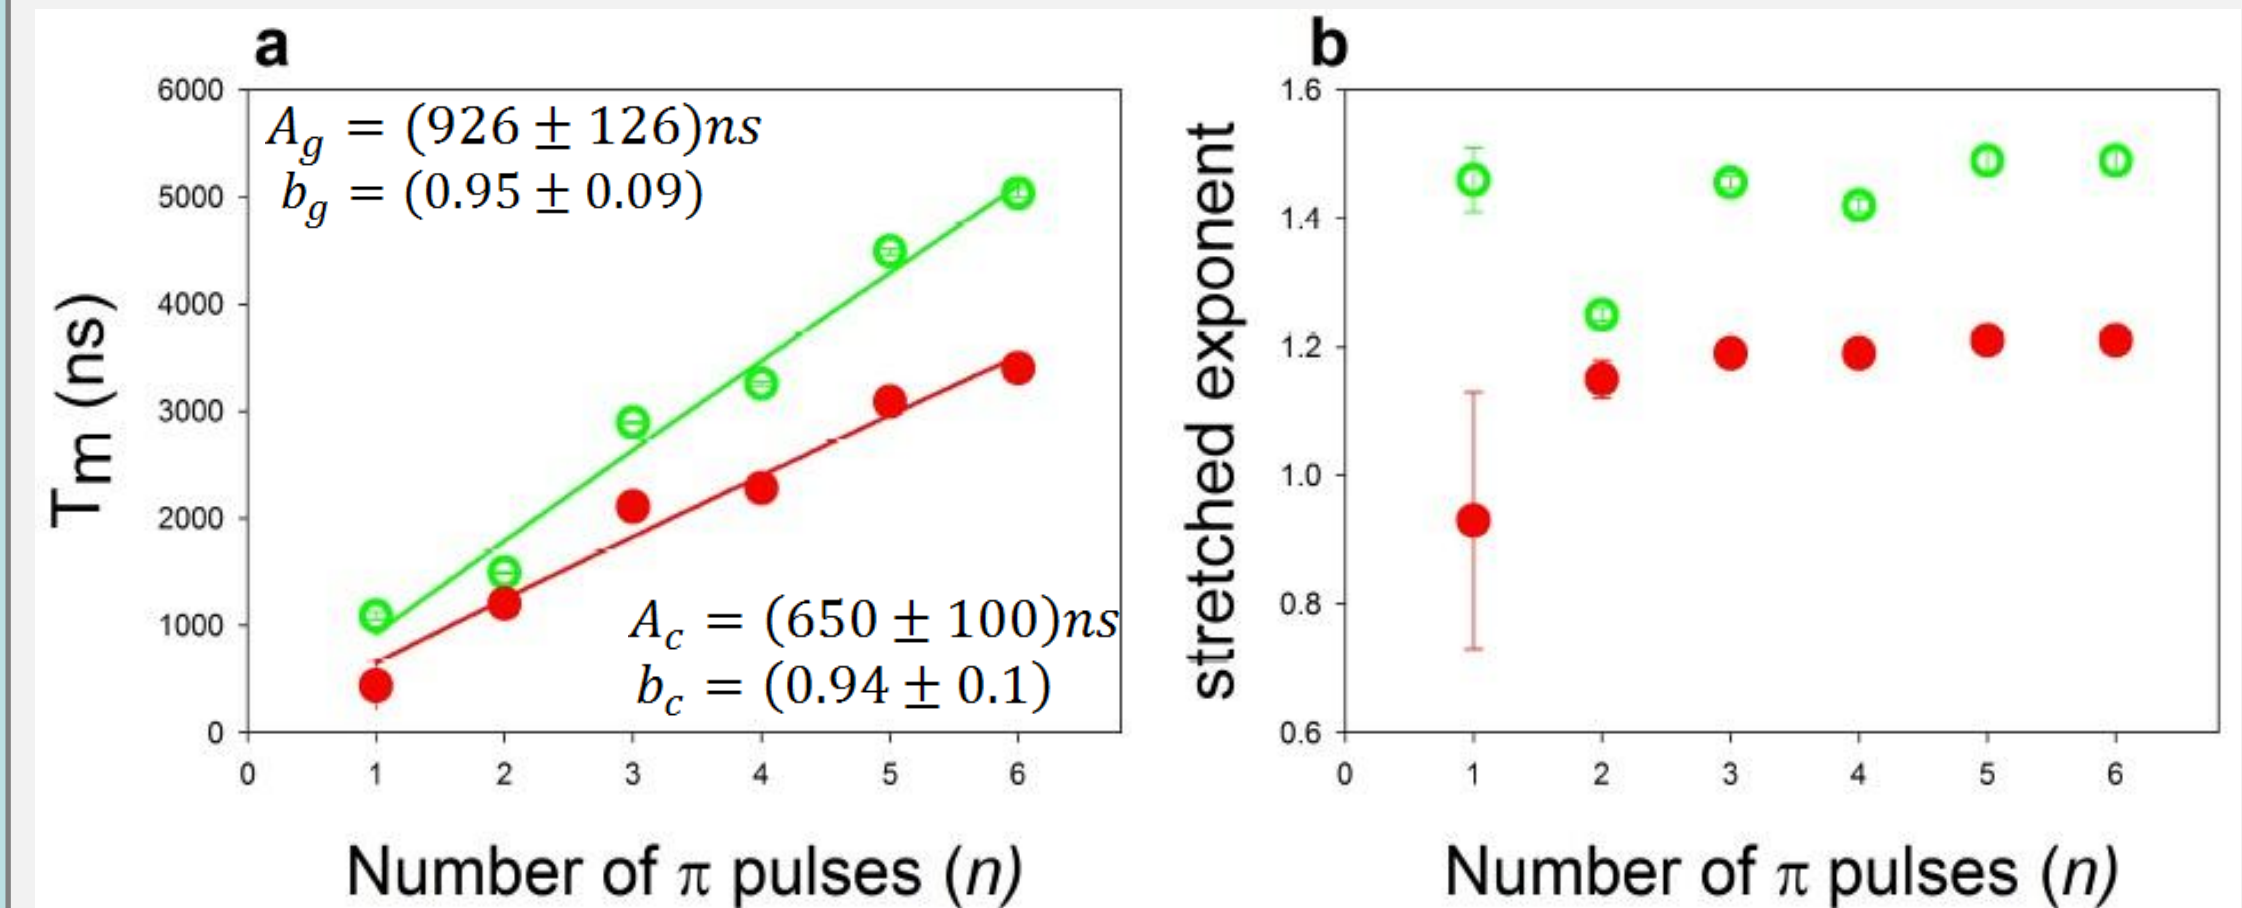 a
6000
5000
4000
3000
2000
1000
0
A_g = (926 ± 126)ns
b_g = (0.95 ± 0.09)
A_c = (650 ± 100)ns
b_c = (0.94 ± 0.1)
T_m (ns)
0 1 2 3 4 5 6
Number of π pulses (n)
b
1.6
1.4
1.2
1.0
0.8
0.6
stretched exponent
0 1 2 3 4 5 6
Number of π pulses (n)